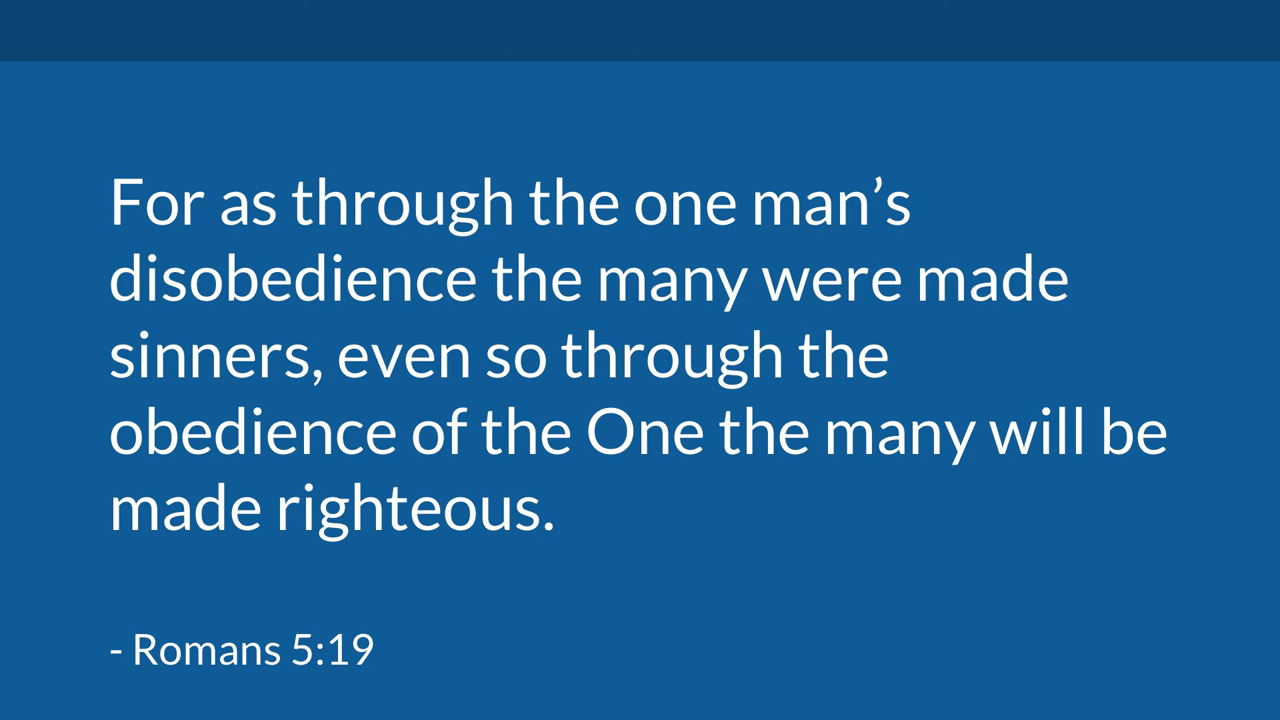 For as through the one man’s
disobedience the many were made
sinners, even so through the
obedience of the One the many will be
made righteous.
- Romans 5:19